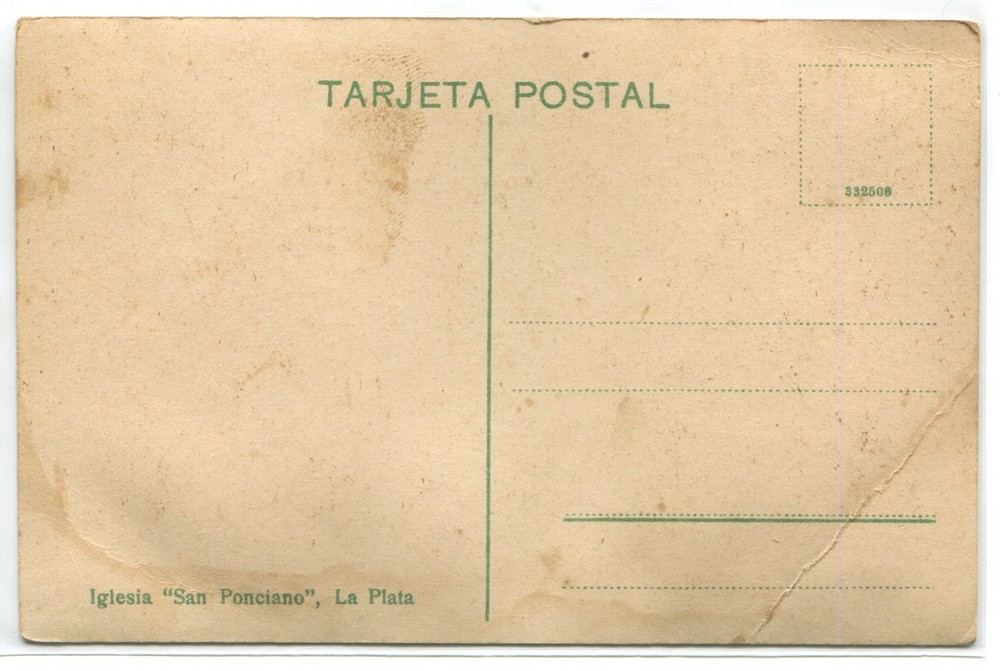 TARJETA POSTAL
332508
Iglesia “San Ponciano”, La Plata